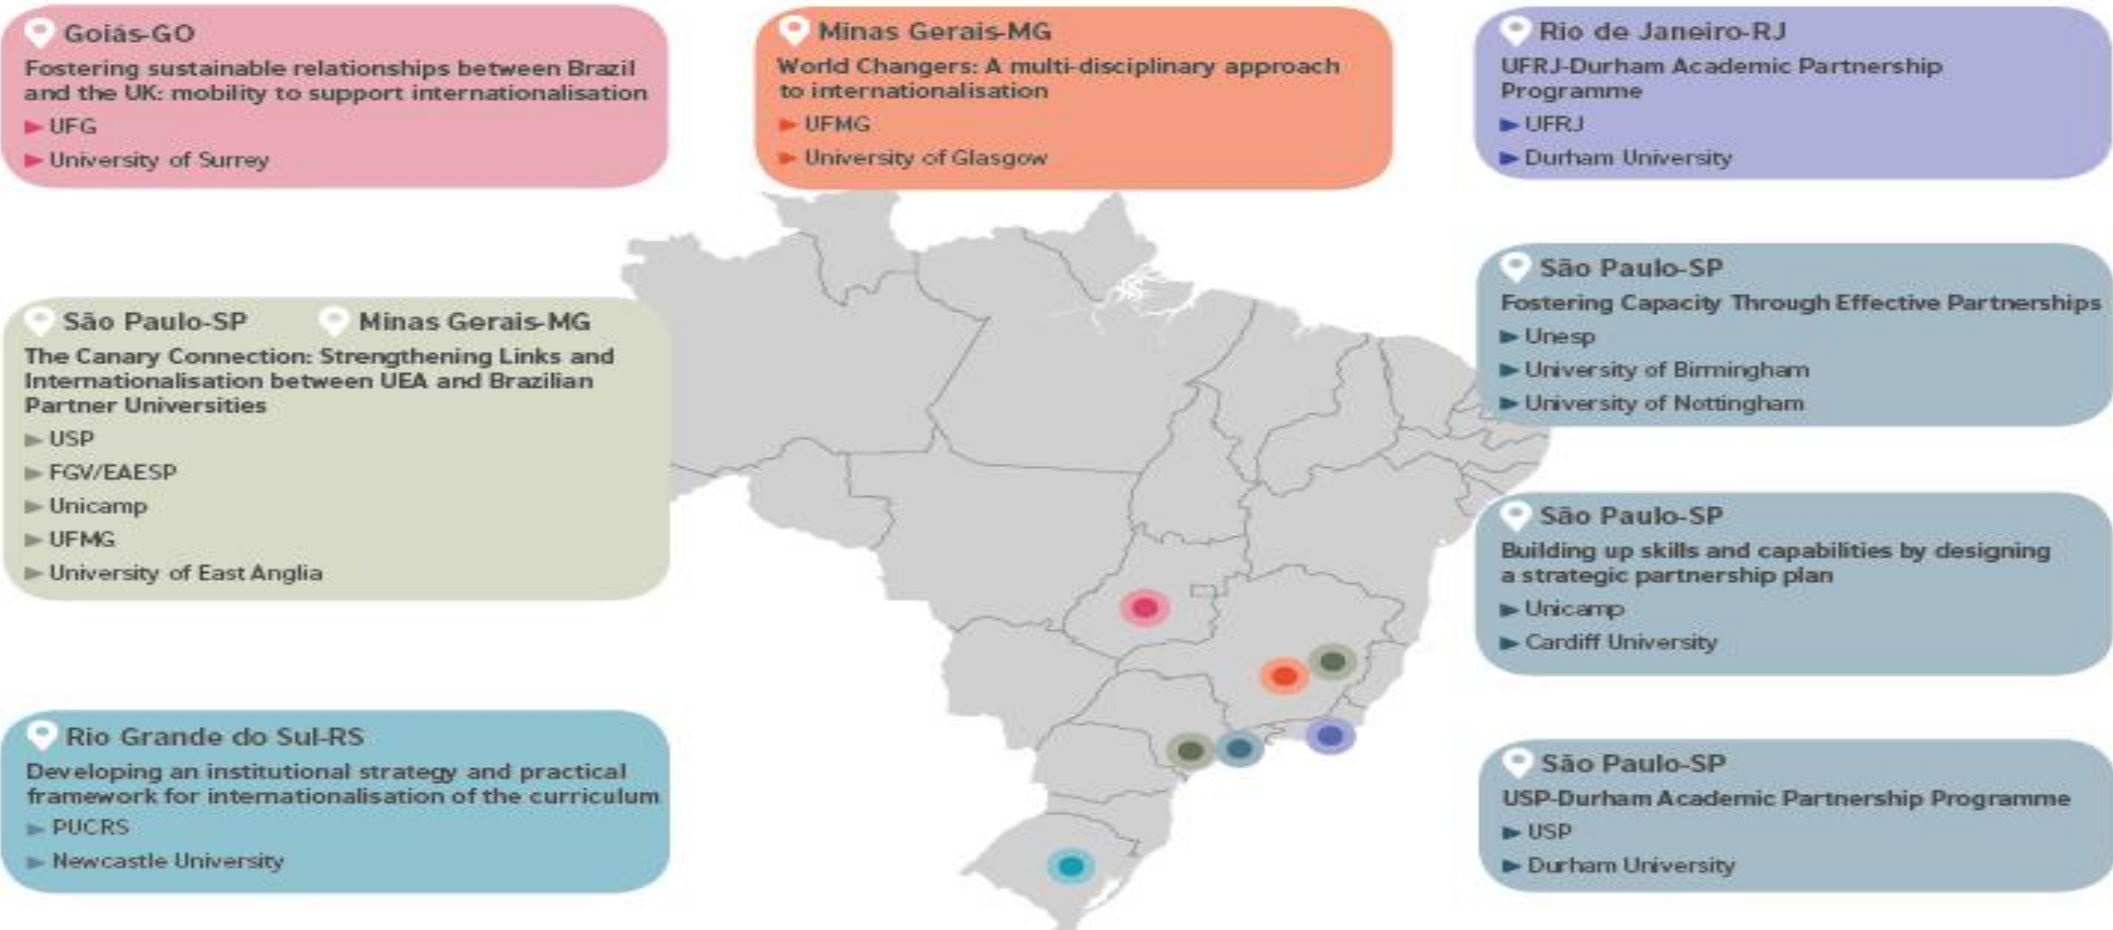 Goiás-GO
Fostering sustainable relationships between Brazil
and the UK: mobility to support internationalisation
UFG
University of Surrey
Minas Gerais-MG
World Changers: A multi-disciplinary approach
to internationalisation
UFMG
University of Glasgow
Rio de Janeiro-RJ
UFRJ-Durham Academic Partnership
Programme
UFRJ
Durham University
São Paulo-SP Minas Gerais-MG
The Canary Connection: Strengthening Links and
Internationalisation between UEA and Brazilian
Partner Universities
USP
FGV/EAESP
Unicamp
UFMG
University of East Anglia
São Paulo-SP
Fostering Capacity Through Effective Partnerships
Unesp
University of Birmingham
University of Nottingham
São Paulo-SP
Building up skills and capabilities by designing
a strategic partnership plan
Unicamp
Cardiff University
Rio Grande do Sul-RS
Developing an institutional strategy and practical
framework for internationalisation of the curriculum
PUCRS
Newcastle University
São Paulo-SP
USP-Durham Academic Partnership Programme
USP
Durham University